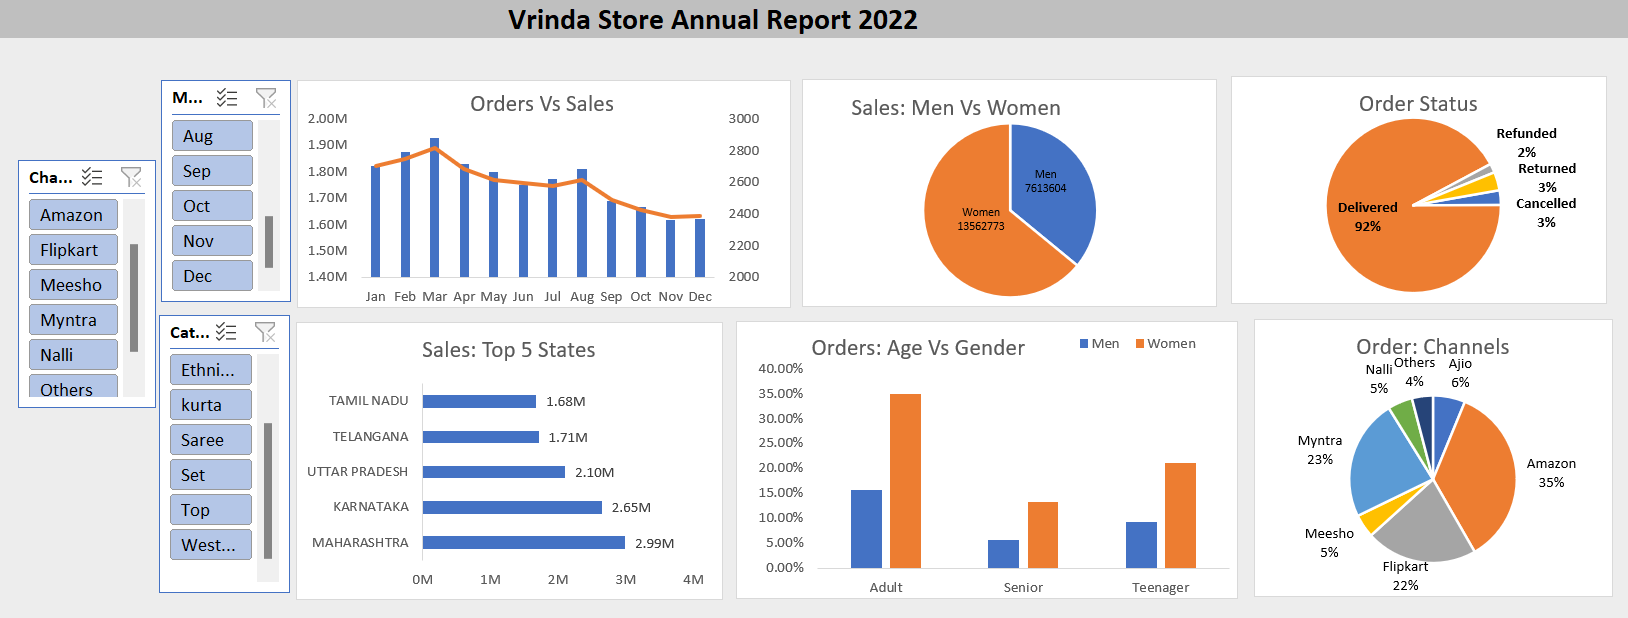 Vrinda Store Annual Report 2022
Cha...
Amazon
Flipkart
Meesho
Myntra
Nalli
Others
M...
Aug
Sep
Oct
Nov
Dec
Cat...
Ethni...
kurta
Saree
Set
Top
West...
Orders Vs Sales
2.00M
1.90M
1.80M
1.70M
1.60M
1.50M
1.40M
3000
2800
2600
2400
2200
2000
Jan Feb Mar Apr May Jun Jul Aug Sep Oct Nov Dec
Sales: Men Vs Women
Men
7613604
Women
13562773
Order Status
Refunded
2%
Returned
3%
Cancelled
3%
Delivered
92%
Sales: Top 5 States
TAMIL NADU 1.68M
TELANGANA 1.71M
UTTAR PRADESH 2.10M
KARNATAKA 2.65M
MAHARASHTRA 2.99M
0M 1M 2M 3M 4M
Orders: Age Vs Gender
Men Women
40.00%
35.00%
30.00%
25.00%
20.00%
15.00%
10.00%
5.00%
0.00%
Adult Senior Teenager
Order: Channels
Nalli
5%
Others
4%
Ajio
6%
Myntra
23%
Amazon
35%
Meesho
5%
Flipkart
22%